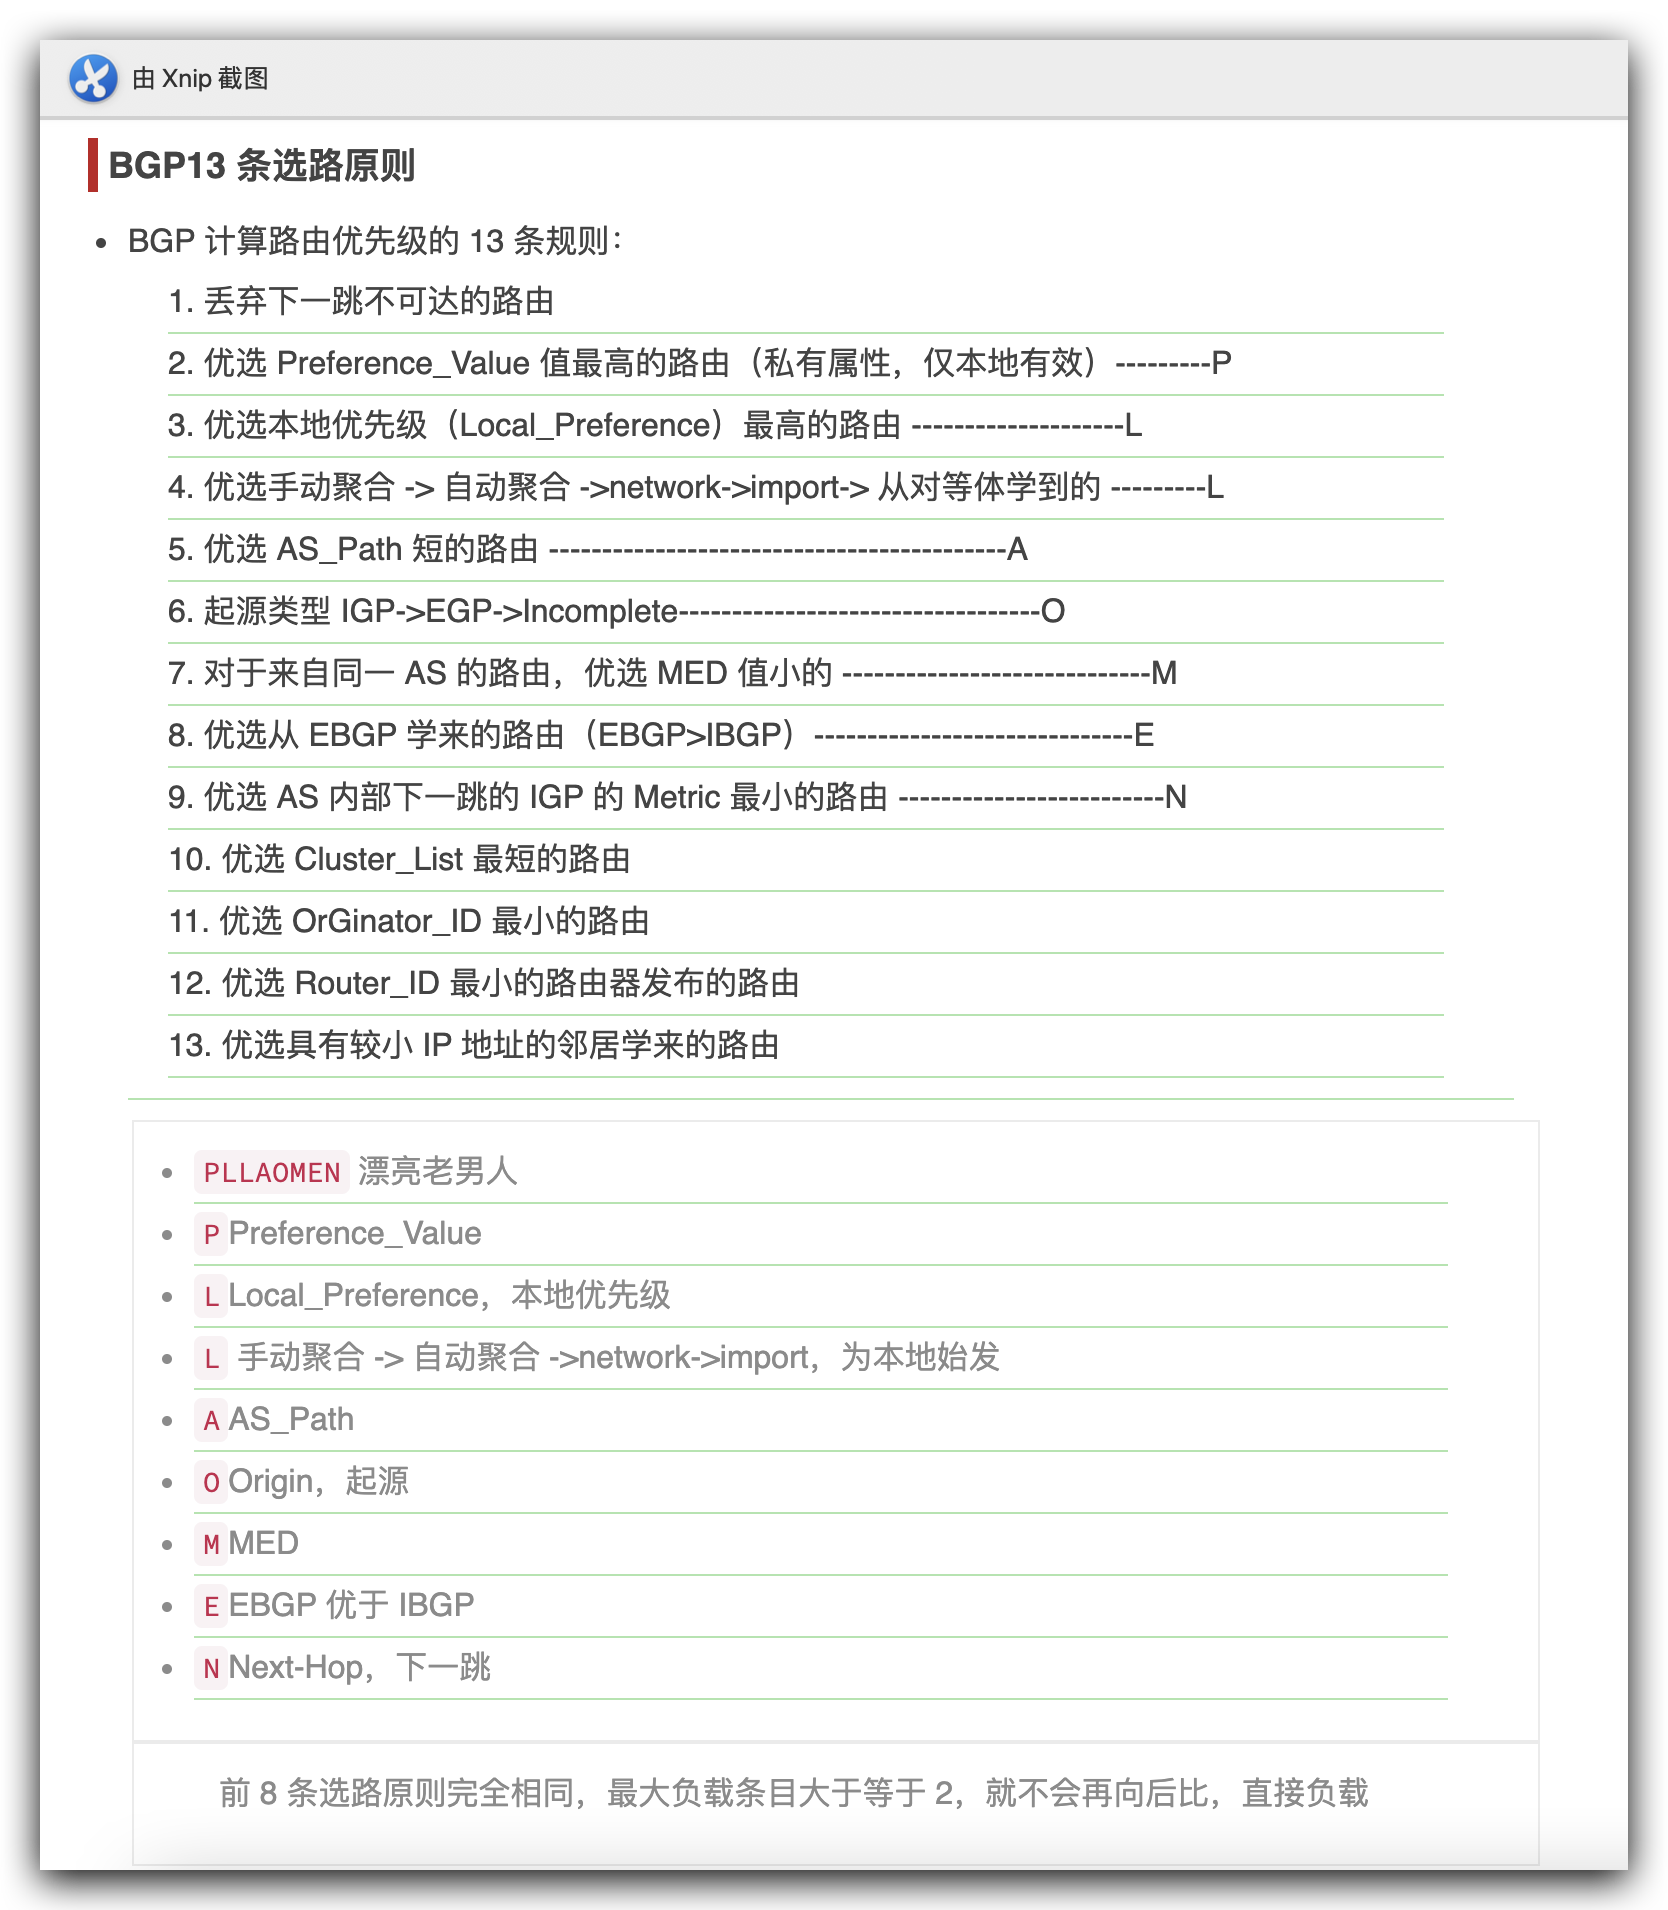 由 Xnip 截图
BGP13 条选路原则
• BGP 计算路由优先级的 13 条规则：
1. 丢弃下一跳不可达的路由
2. 优选 Preference_Value 值最高的路由（私有属性，仅本地有效）---------P
3. 优选本地优先级（Local_Preference）最高的路由 --------------------L
4. 优选手动聚合 -> 自动聚合 ->network->import-> 从对等体学到的 ---------L
5. 优选 AS_Path 短的路由 -------------------------------------------A
6. 起源类型 IGP->EGP->Incomplete----------------------------------O
7. 对于来自同一 AS 的路由，优选 MED 值小的 -----------------------------M
8. 优选从 EBGP 学来的路由（EBGP>IBGP）------------------------------E
9. 优选 AS 内部下一跳的 IGP 的 Metric 最小的路由 -------------------------N
10. 优选 Cluster_List 最短的路由
11. 优选 OrGinator_ID 最小的路由
12. 优选 Router_ID 最小的路由器发布的路由
13. 优选具有较小 IP 地址的邻居学来的路由
• PLLAOMEN 漂亮老男人
• P Preference_Value
• L Local_Preference，本地优先级
• L 手动聚合 -> 自动聚合 ->network->import，为本地始发
• A AS_Path
• O Origin，起源
• M MED
• E EBGP 优于 IBGP
• N Next-Hop，下一跳
前 8 条选路原则完全相同，最大负载条目大于等于 2，就不会再向后比，直接负载